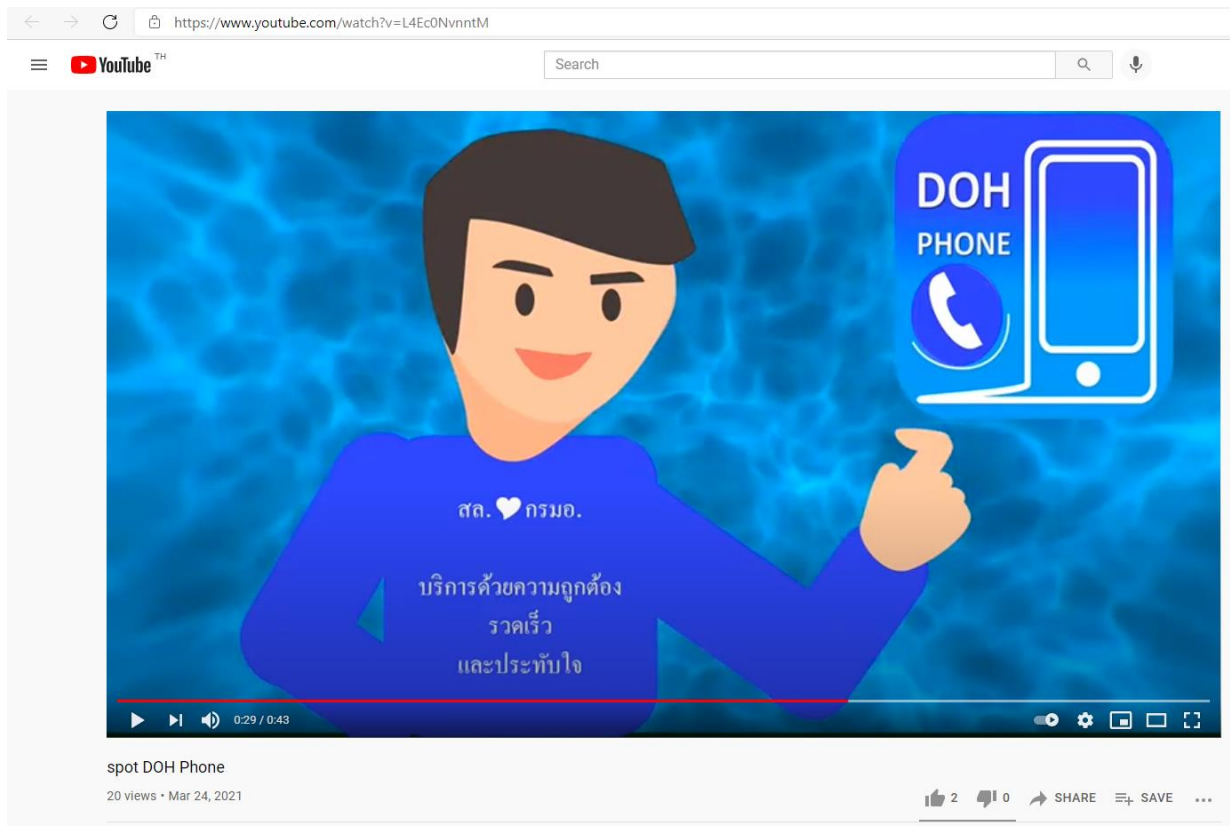 https://www.youtube.com/watch?v=L4Ec0NvnntM
YouTube TH
Search
DOH
PHONE
สล. กรมอ.
บริการด้วยความถูกต้อง
รวดเร็ว
และประทับใจ
0:29 / 0:43
spot DOH Phone
20 views • Mar 24, 2021
2 0 SHARE SAVE ...